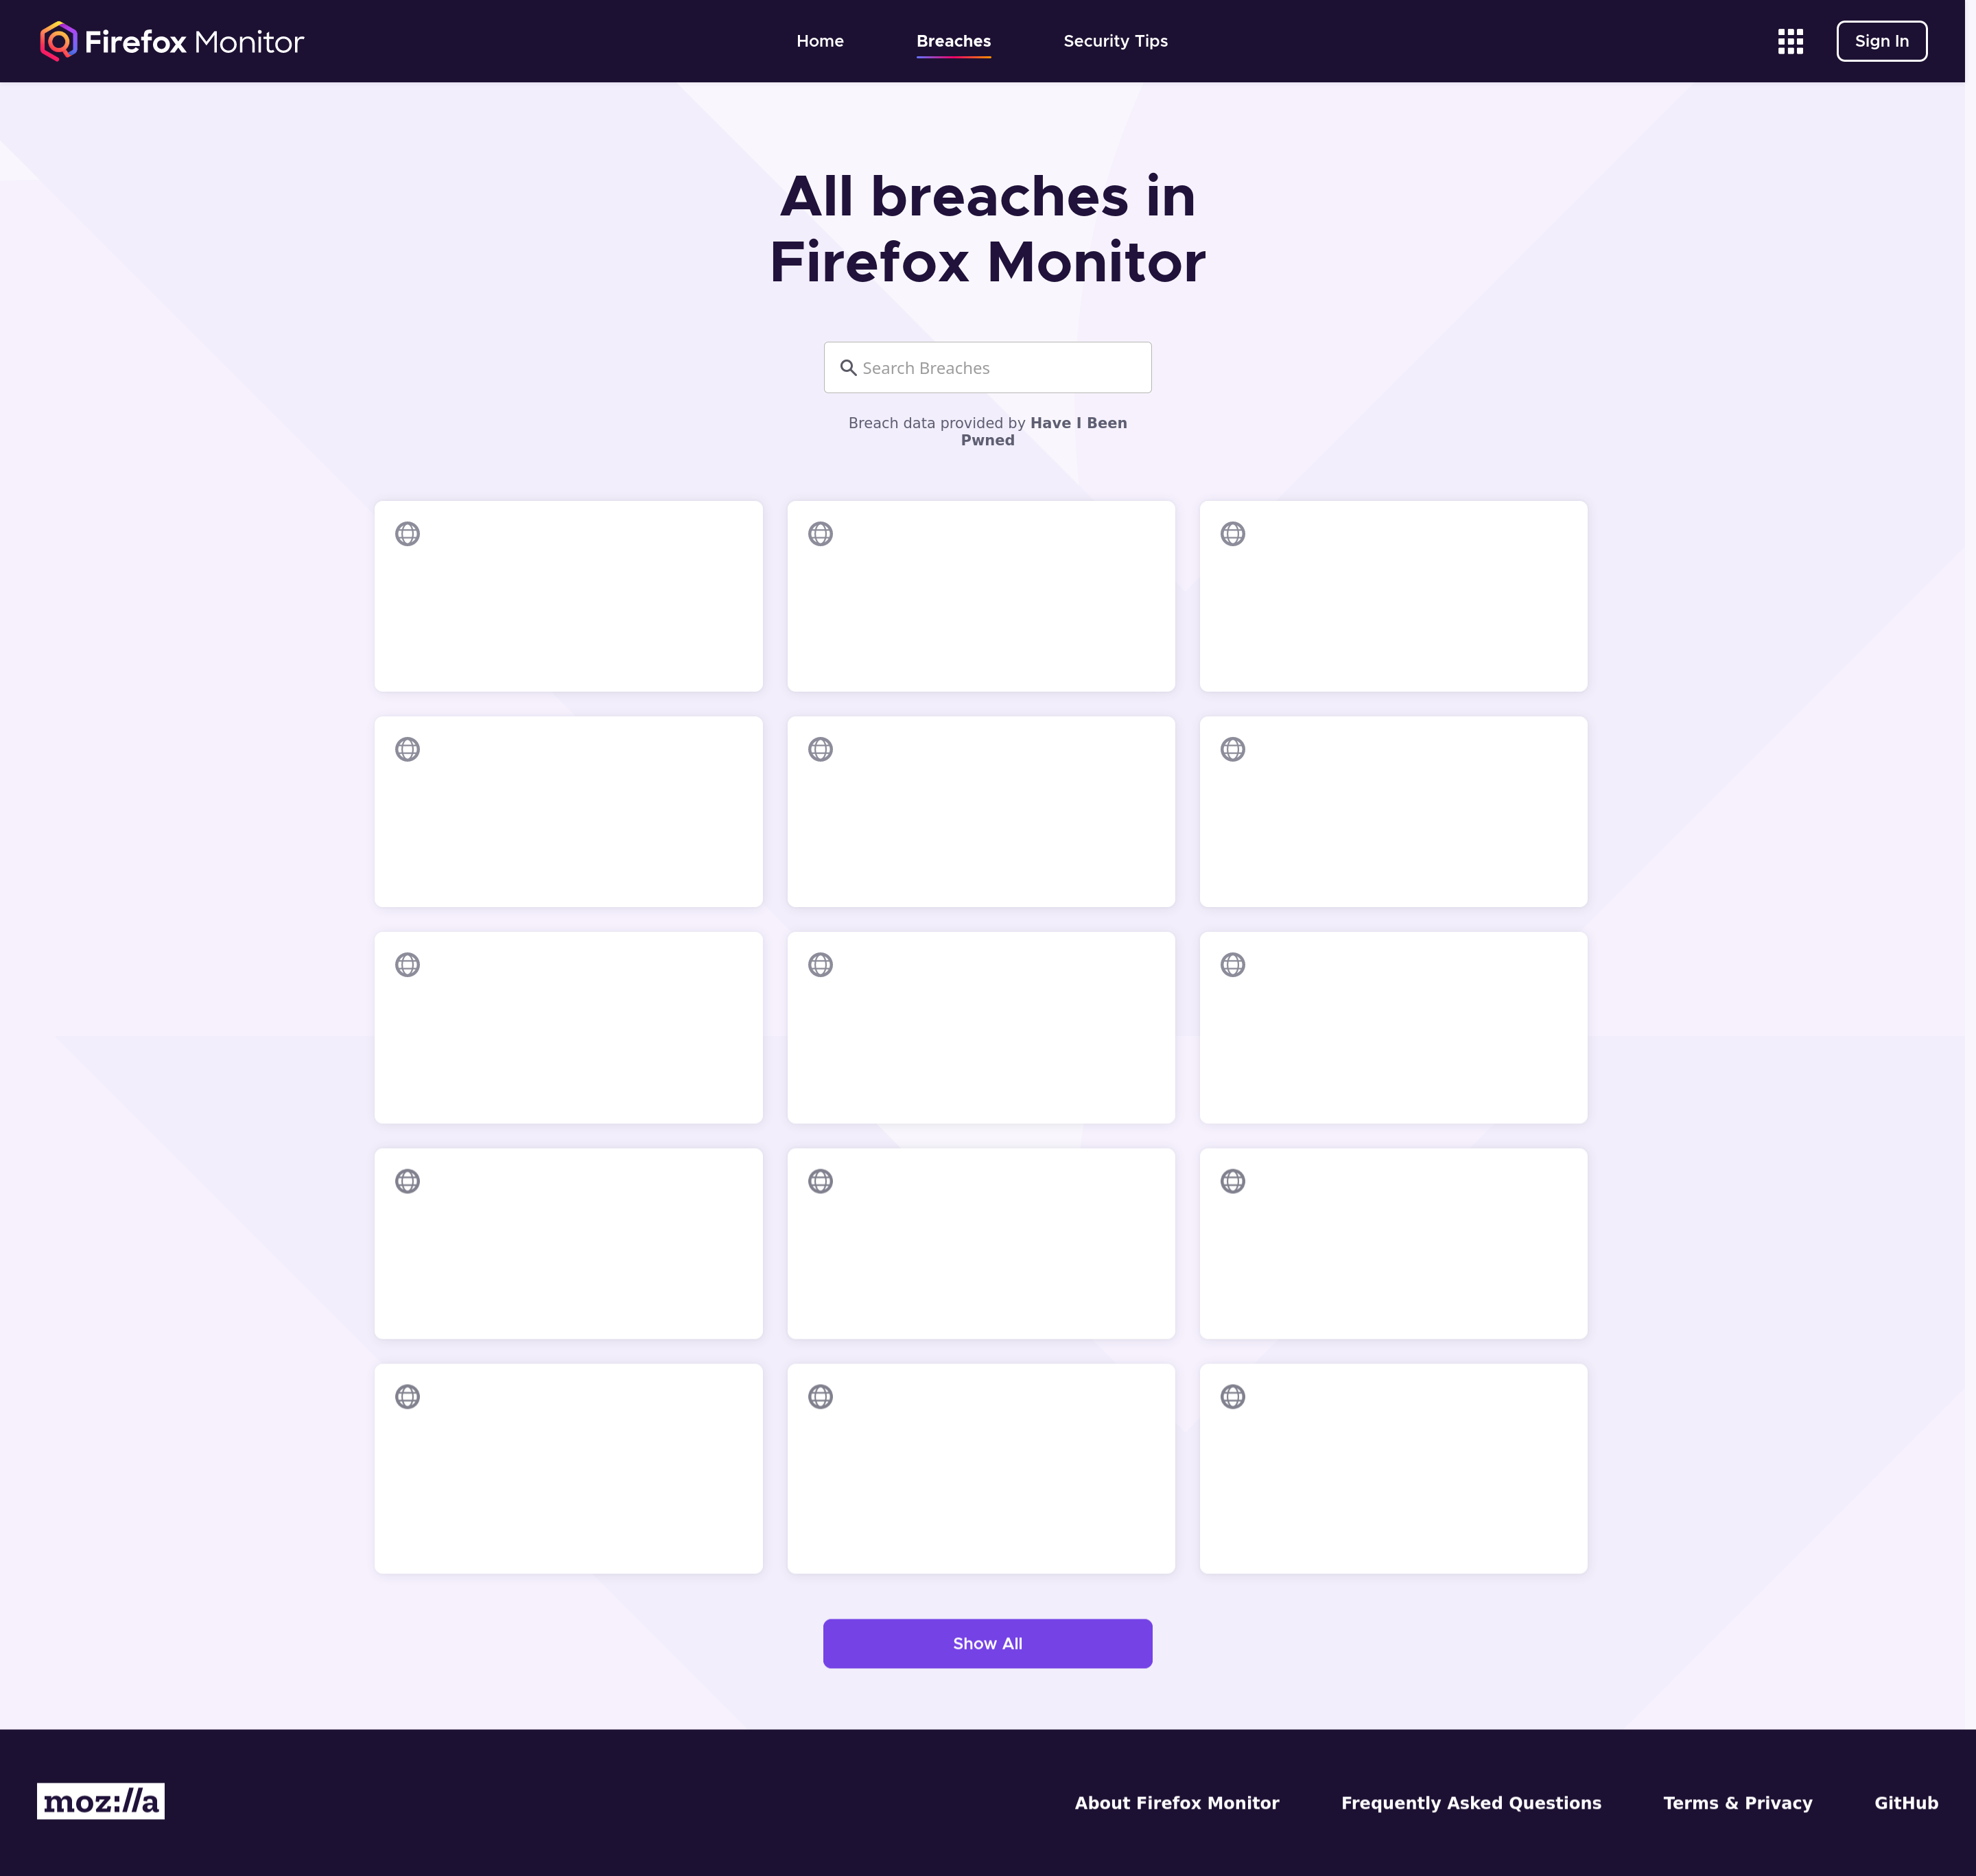 Firefox Monitor
Home
Breaches
Security Tips
Sign In
All breaches in
Firefox Monitor
Search Breaches
Breach data provided by Have I Been
Pwned
Show All
moz://a
About Firefox Monitor
Frequently Asked Questions
Terms & Privacy
GitHub